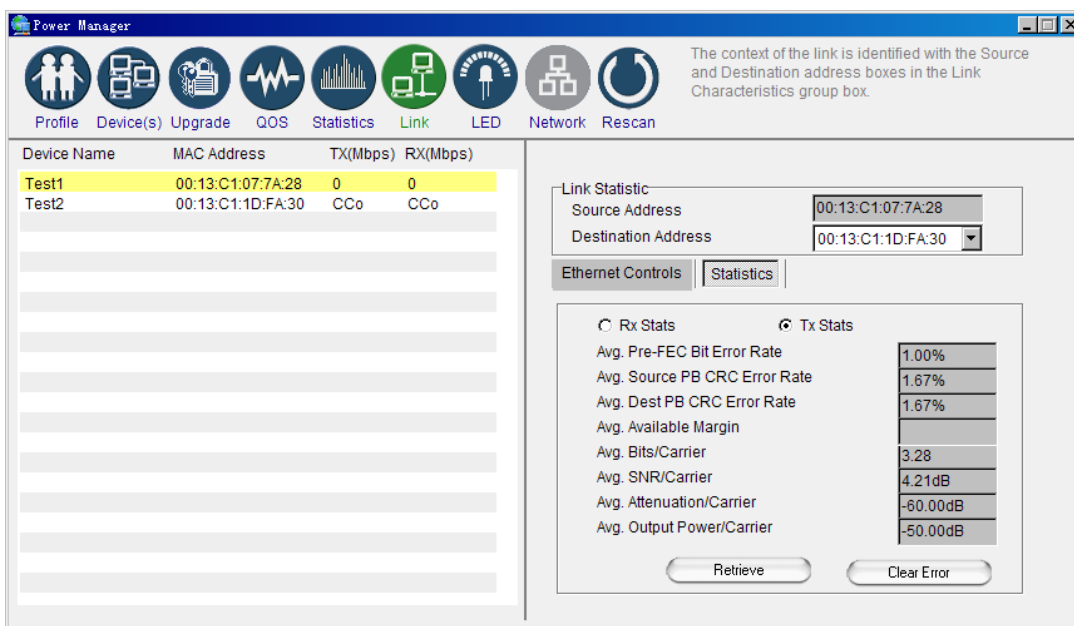 Power Manager
The context of the link is identified with the Source
and Destination address boxes in the Link
Characteristics group box.
Profile Device(s) Upgrade QOS Statistics Link LED Network Rescan
Device Name MAC Address TX(Mbps) RX(Mbps)
Test1 00:13:C1:07:7A:28 0 0
Test2 00:13:C1:1D:FA:30 CCo CCo
Link Statistic
Source Address 00:13:C1:07:7A:28
Destination Address 00:13:C1:1D:FA:30
Ethernet Controls Statistics
Rx Stats Tx Stats
Avg. Pre-FEC Bit Error Rate 1.00%
Avg. Source PB CRC Error Rate 1.67%
Avg. Dest PB CRC Error Rate 1.67%
Avg. Available Margin
Avg. Bits/Carrier 3.28
Avg. SNR/Carrier 4.21dB
Avg. Attenuation/Carrier -60.00dB
Avg. Output Power/Carrier -50.00dB
Retrieve Clear Error